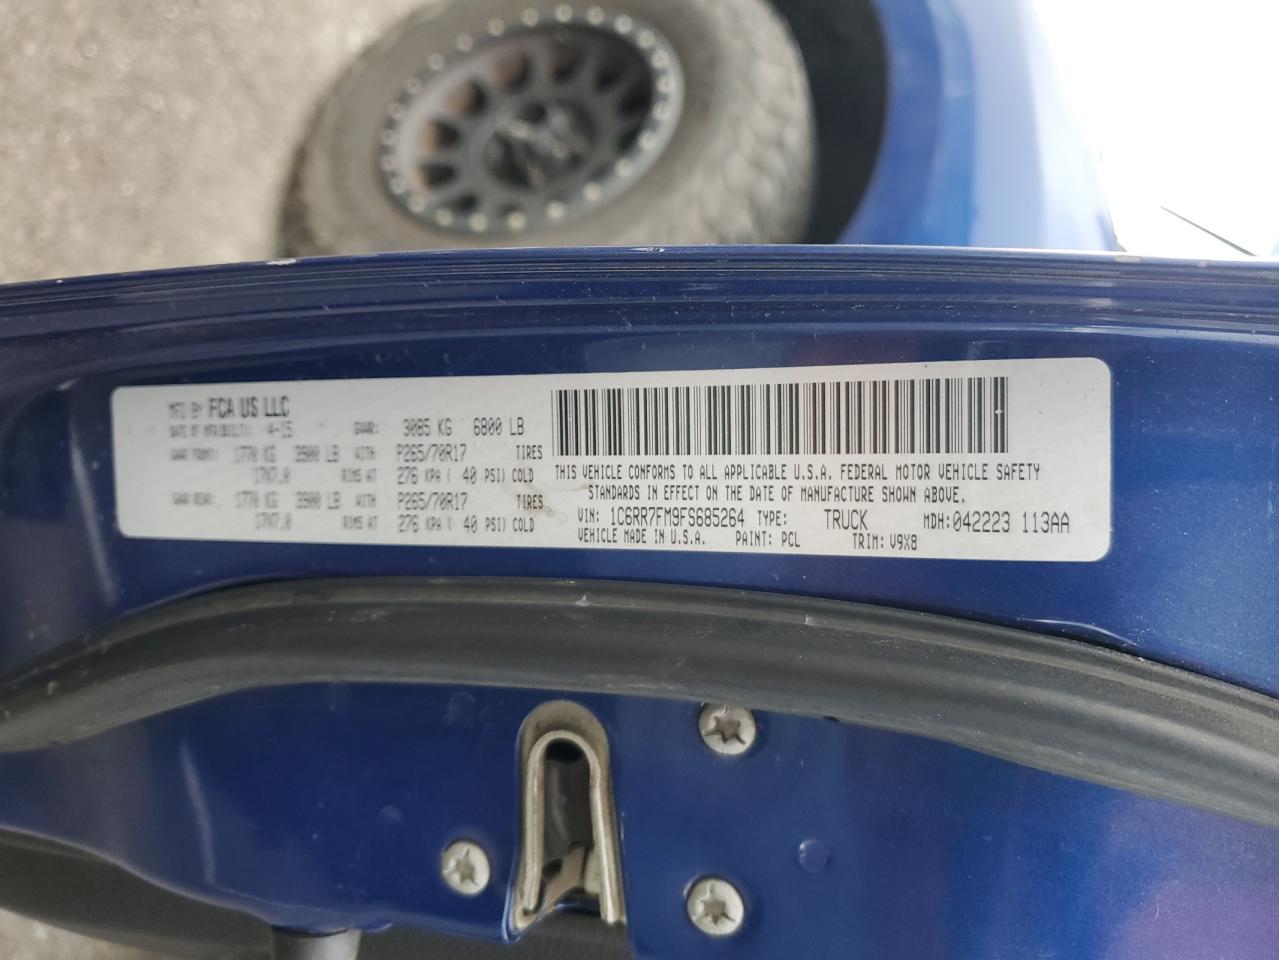 MFD BY FCA US LLC
DATE OF MFR(BUILT): 4-15 GVWR: 3085 KG 6800 LB
GAWR FRONT: 1770 KG 3900 LB WITH P265/70R17 TIRES
17X7.0 RIMS AT 276 KPA ( 40 PSI) COLD
GAWR REAR: 1770 KG 3900 LB WITH P265/70R17 TIRES
17X7.0 RIMS AT 276 KPA ( 40 PSI) COLD
THIS VEHICLE CONFORMS TO ALL APPLICABLE U.S.A. FEDERAL MOTOR VEHICLE SAFETY
STANDARDS IN EFFECT ON THE DATE OF MANUFACTURE SHOWN ABOVE.
VIN: 1C6RR7FM9FS685264 TYPE: TRUCK MDH:042223 113AA
VEHICLE MADE IN U.S.A. PAINT: PCL TRIM: V9X8